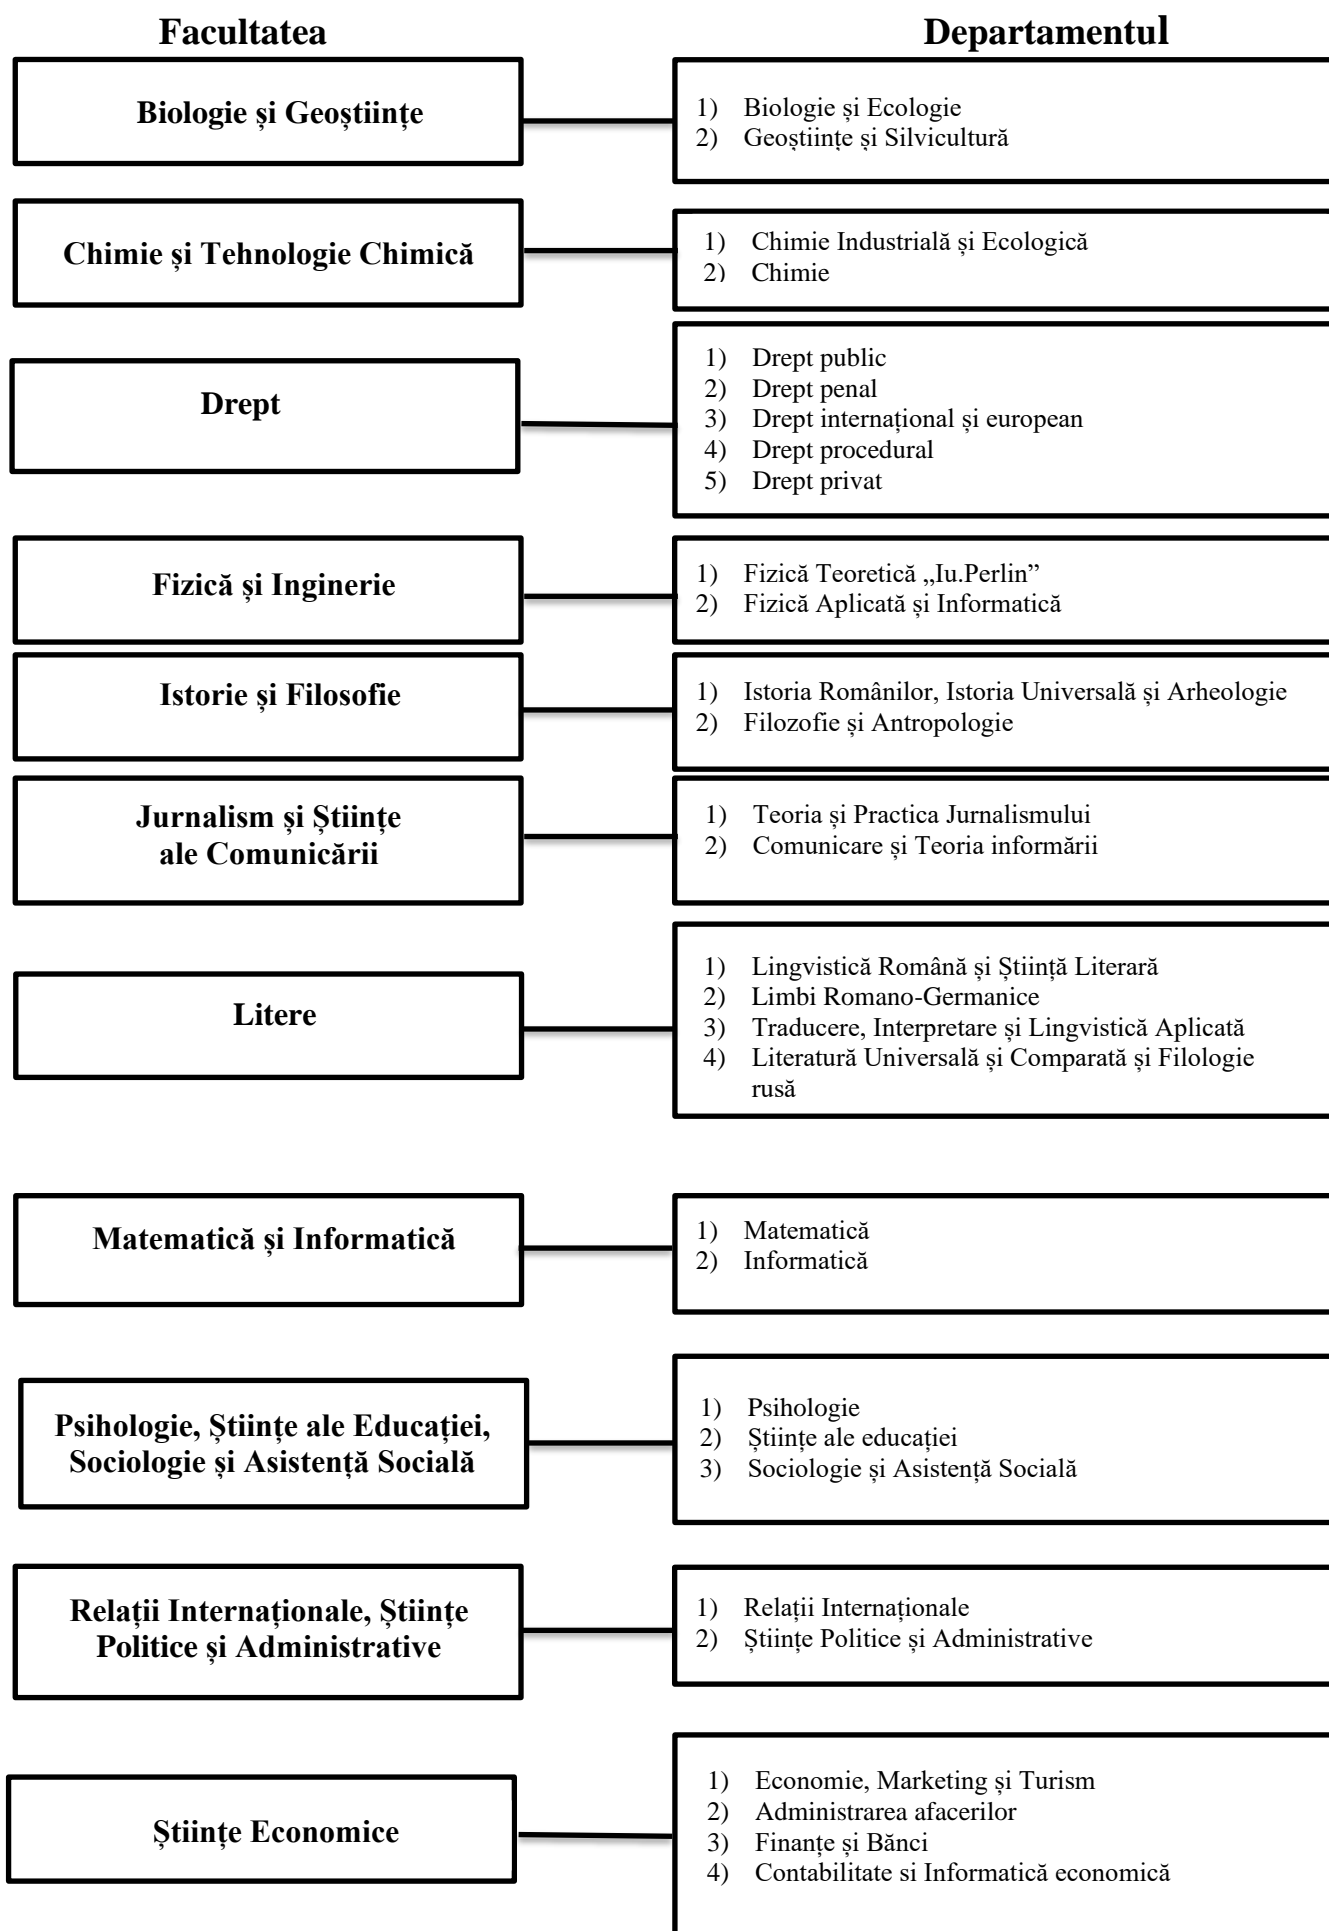 Facultatea
Departamentul
Biologie și Geoștiințe
1) Biologie și Ecologie
2) Geoștiințe și Silvicultură
Chimie și Tehnologie Chimică
1) Chimie Industrială și Ecologică
2) Chimie
Drept
1) Drept public
2) Drept penal
3) Drept internațional și european
4) Drept procedural
5) Drept privat
Fizică și Inginerie
1) Fizică Teoretică „Iu.Perlin”
2) Fizică Aplicată și Informatică
Istorie și Filosofie
1) Istoria Românilor, Istoria Universală și Arheologie
2) Filozofie și Antropologie
Jurnalism și Științe
ale Comunicării
1) Teoria și Practica Jurnalismului
2) Comunicare și Teoria informării
Litere
1) Lingvistică Română și Știință Literară
2) Limbi Romano-Germanice
3) Traducere, Interpretare și Lingvistică Aplicată
4) Literatură Universală și Comparată și Filologie
rusă
Matematică și Informatică
1) Matematică
2) Informatică
Psihologie, Științe ale Educației,
Sociologie și Asistență Socială
1) Psihologie
2) Științe ale educației
3) Sociologie și Asistență Socială
Relații Internaționale, Științe
Politice și Administrative
1) Relații Internaționale
2) Științe Politice și Administrative
Științe Economice
1) Economie, Marketing și Turism
2) Administrarea afacerilor
3) Finanțe și Bănci
4) Contabilitate si Informatică economică